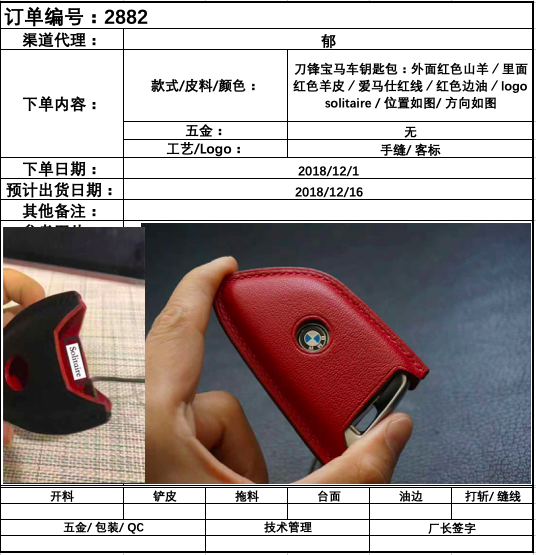 订单编号：2882
渠道代理：
郁
下单内容：
款式/皮料/颜色：
刀锋宝马车钥匙包：外面红色山羊/里面
红色羊皮/爱马仕红线/红色边油/logo
solitaire/位置如图/方向如图
五金：
无
工艺/Logo：
手缝/客标
下单日期：
2018/12/1
预计出货日期：
2018/12/16
其他备注：
Solitaire
开料
铲皮
拖料
台面
油边
打斩/缝线
五金/包装/QC
技术管理
厂长签字